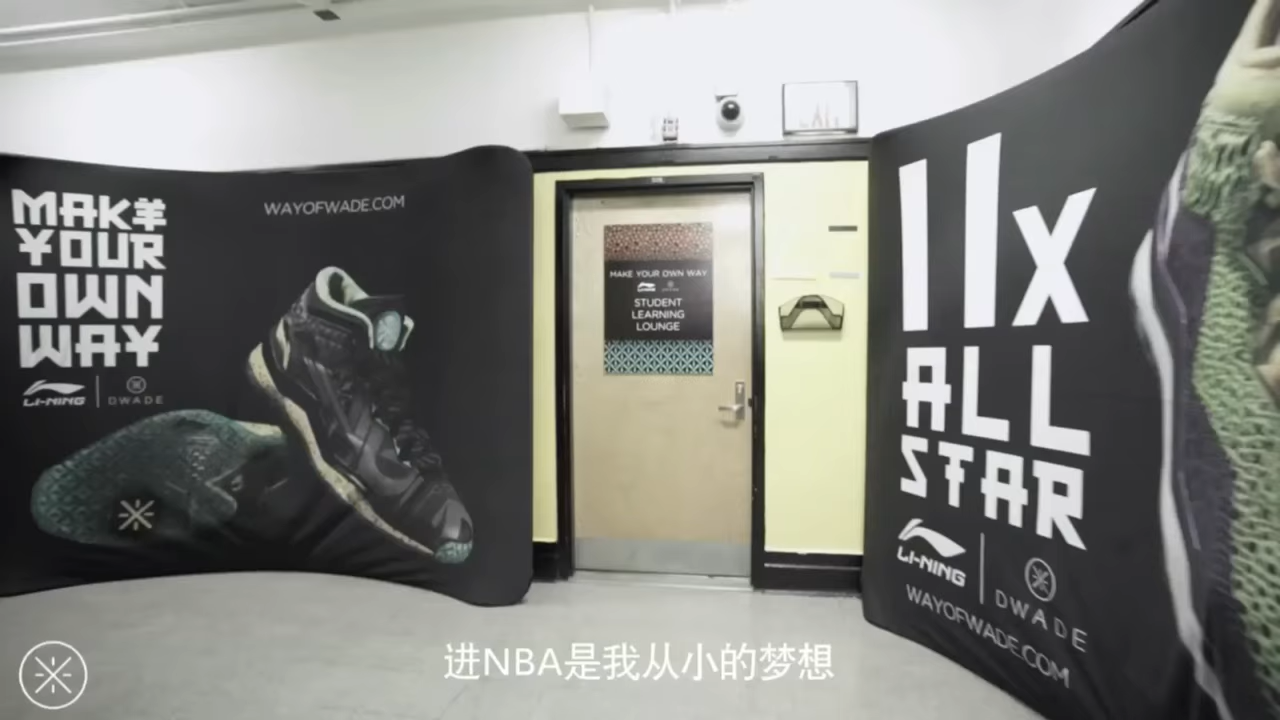 MAKE
YOUR
OWN
WAY
LI-NING
DWADE
WAYOFWADE.COM
MAKE YOUR OWN WAY
STUDENT
LEARNING
LOUNGE
11x
ALL
STAR
LI-NING
DWADE
WAYOFWADE.COM
进NBA是我从小的梦想